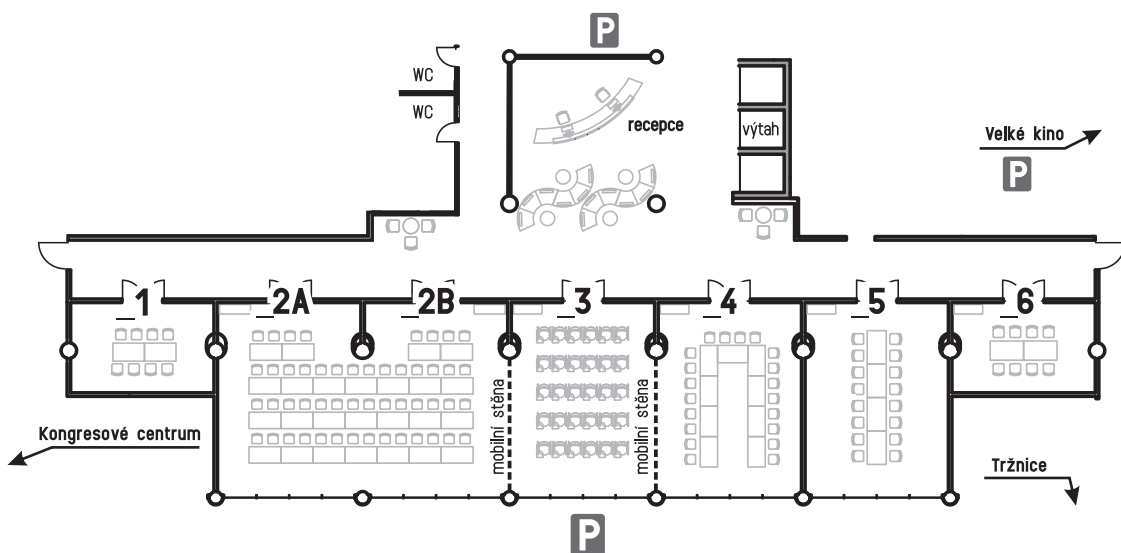 P
WC
WC
recepce
výtah
Velké kino
P
1
2A
2B
3
4
5
6
mobilní stěna
mobilní stěna
Kongresové centrum
Tržnice
P